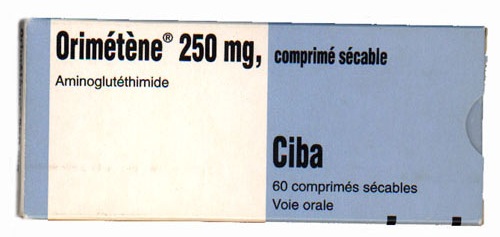 Orimétène® 250 mg, comprimé sécable
Aminoglutéthimide
Ciba
60 comprimés sécables
Voie orale